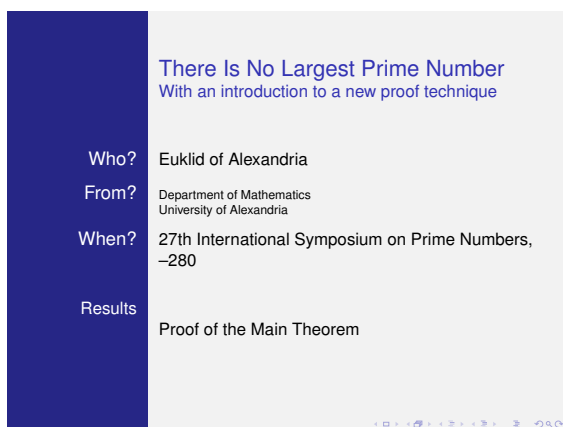 There Is No Largest Prime Number
With an introduction to a new proof technique
Who?
Euklid of Alexandria
From?
Department of Mathematics
University of Alexandria
When?
27th International Symposium on Prime Numbers,
–280
Results
Proof of the Main Theorem